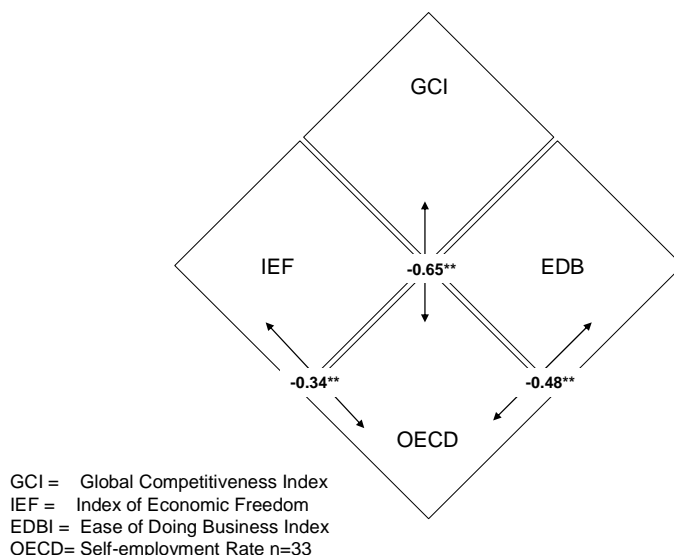 GCI
IEF
-0.65**
EDB
-0.34**
-0.48**
OECD
GCI = Global Competitiveness Index
IEF = Index of Economic Freedom
EDBI = Ease of Doing Business Index
OECD= Self-employment Rate n=33